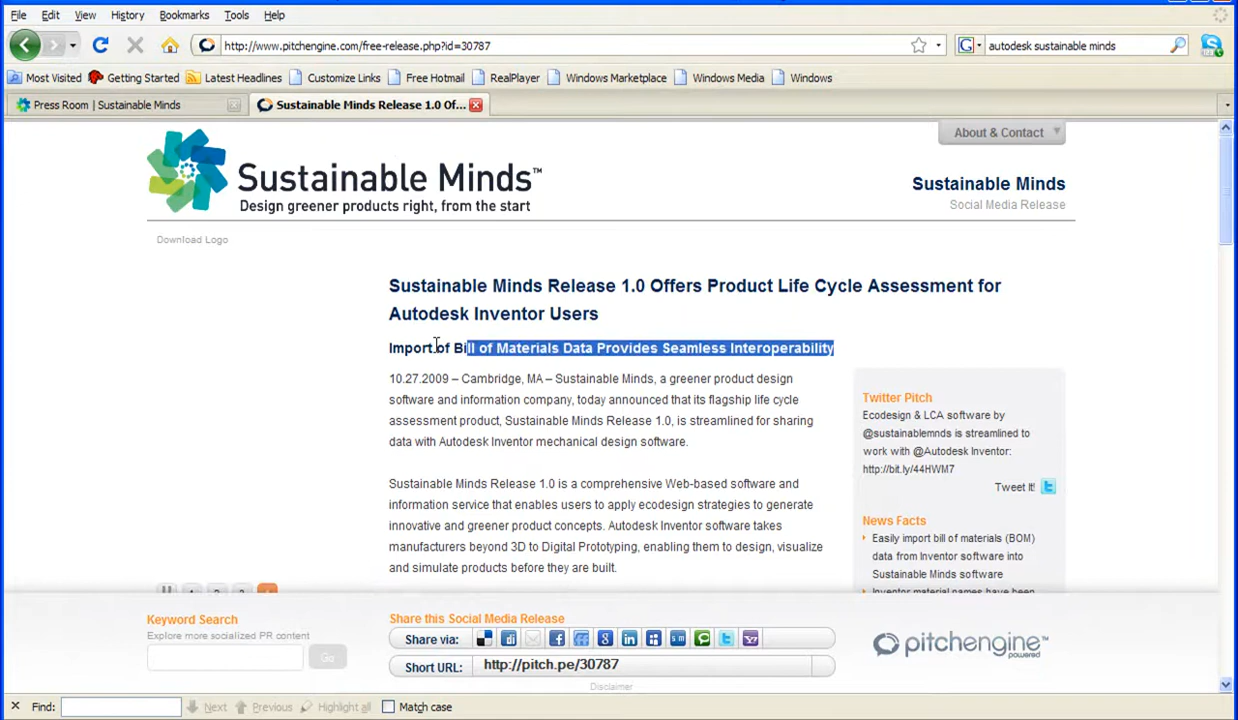 File Edit View History Bookmarks Tools Help
http://www.pitchengine.com/free-release.php?id=30787
autodesk sustainable minds
Most Visited Getting Started Latest Headlines Customize Links Free Hotmail RealPlayer Windows Marketplace Windows Media Windows
Press Room | Sustainable Minds
Sustainable Minds Release 1.0 Of...
About & Contact
Sustainable Minds™
Design greener products right, from the start
Sustainable Minds
Social Media Release
Download Logo
Sustainable Minds Release 1.0 Offers Product Life Cycle Assessment for
Autodesk Inventor Users
Import of Bill of Materials Data Provides Seamless Interoperability
10.27.2009 – Cambridge, MA – Sustainable Minds, a greener product design
software and information company, today announced that its flagship life cycle
assessment product, Sustainable Minds Release 1.0, is streamlined for sharing
data with Autodesk Inventor mechanical design software.
Sustainable Minds Release 1.0 is a comprehensive Web-based software and
information service that enables users to apply ecodesign strategies to generate
innovative and greener product concepts. Autodesk Inventor software takes
manufacturers beyond 3D to Digital Prototyping, enabling them to design, visualize
and simulate products before they are built.
Twitter Pitch
Ecodesign & LCA software by
@sustainablemnds is streamlined to
work with @Autodesk Inventor:
http://bit.ly/44HWM7
Tweet It!
News Facts
Easily import bill of materials (BOM)
data from Inventor software into
Sustainable Minds software
Inventor material names have been
Keyword Search
Explore more socialized PR content
Go
Share this Social Media Release
Share via:
Short URL: http://pitch.pe/30787
Disclaimer
pitchengine™
powered
Find: Next Previous Highlight all Match case